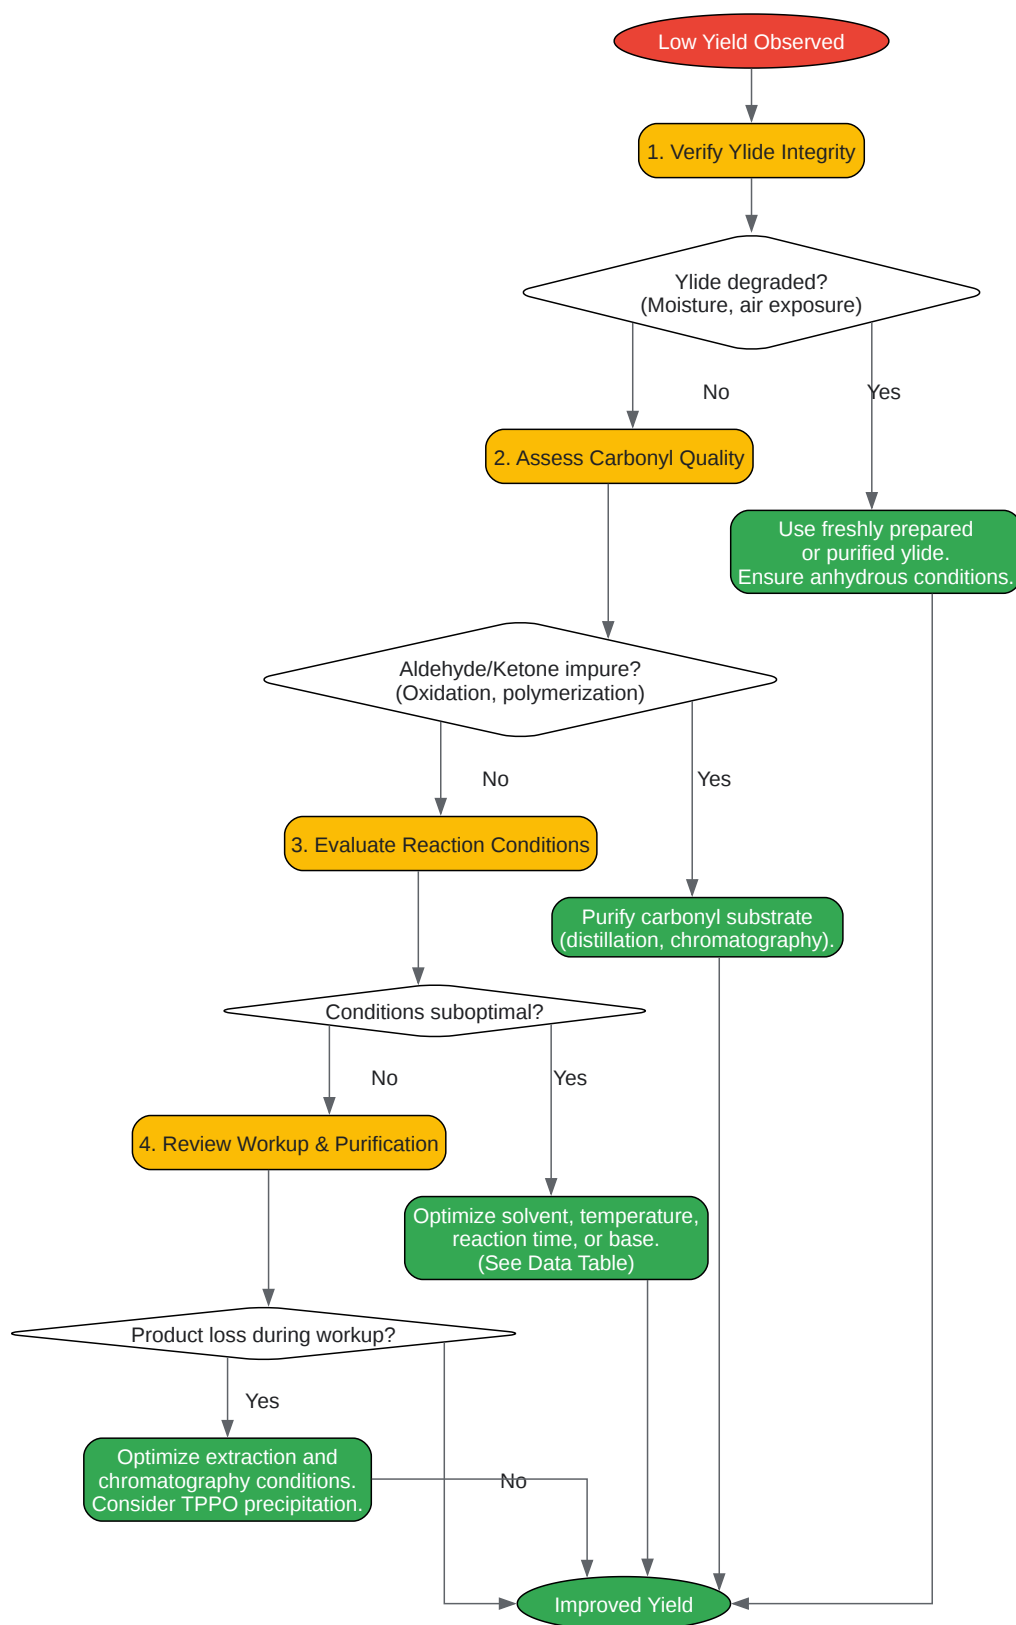 Low Yield Observed
1. Verify Ylide Integrity
Ylide degraded?
(Moisture, air exposure)
No
Yes
2. Assess Carbonyl Quality
Use freshly prepared
or purified ylide.
Ensure anhydrous conditions.
Aldehyde/Ketone impure?
(Oxidation, polymerization)
No
Yes
3. Evaluate Reaction Conditions
Purify carbonyl substrate
(distillation, chromatography).
Conditions suboptimal?
No
Yes
4. Review Workup & Purification
Optimize solvent, temperature,
reaction time, or base.
(See Data Table)
Product loss during workup?
Yes
Optimize extraction and
chromatography conditions.
Consider TPPO precipitation.
No
Improved Yield